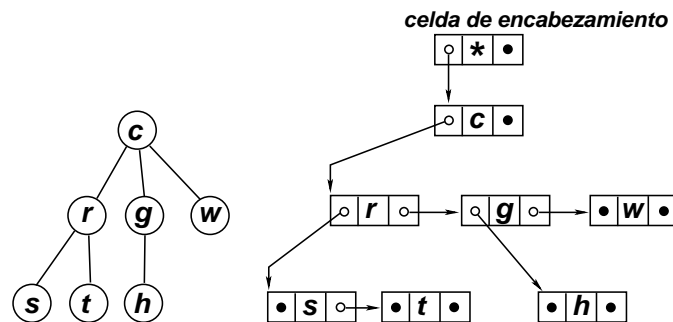 celda de encabezamiento
*
c
c
r g w
r g w
s t h
s t h